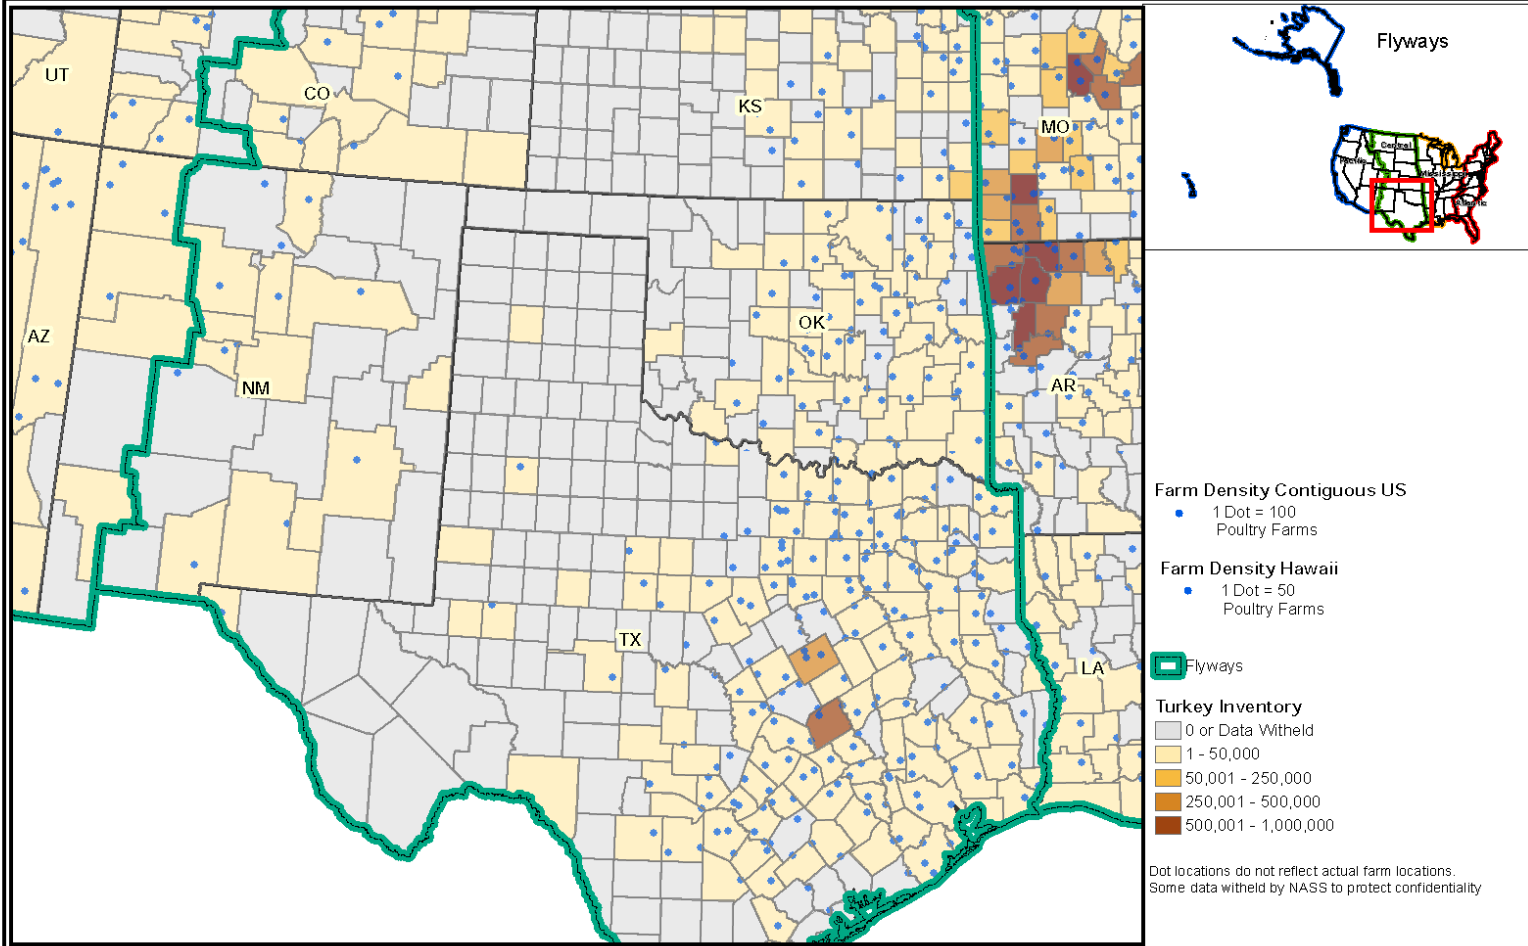 UT
CO
KS
MO
AZ
NM
OK
AR
TX
LA
Flyways
Central
Pacific
Mississippi
Atlantic
Farm Density Contiguous US
1 Dot = 100
Poultry Farms
Farm Density Hawaii
1 Dot = 50
Poultry Farms
Flyways
Turkey Inventory
0 or Data Witheld
1 - 50,000
50,001 - 250,000
250,001 - 500,000
500,001 - 1,000,000
Dot locations do not reflect actual farm locations.
Some data witheld by NASS to protect confidentiality